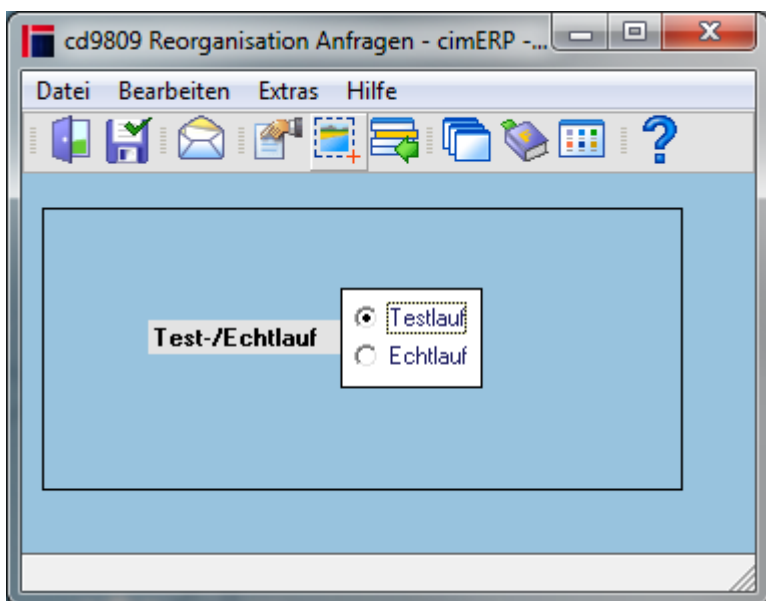 cd9809 Reorganisation Anfragen - cimERP -...
Datei Bearbeiten Extras Hilfe
Testlauf
Test-/Echtlauf
Echtlauf